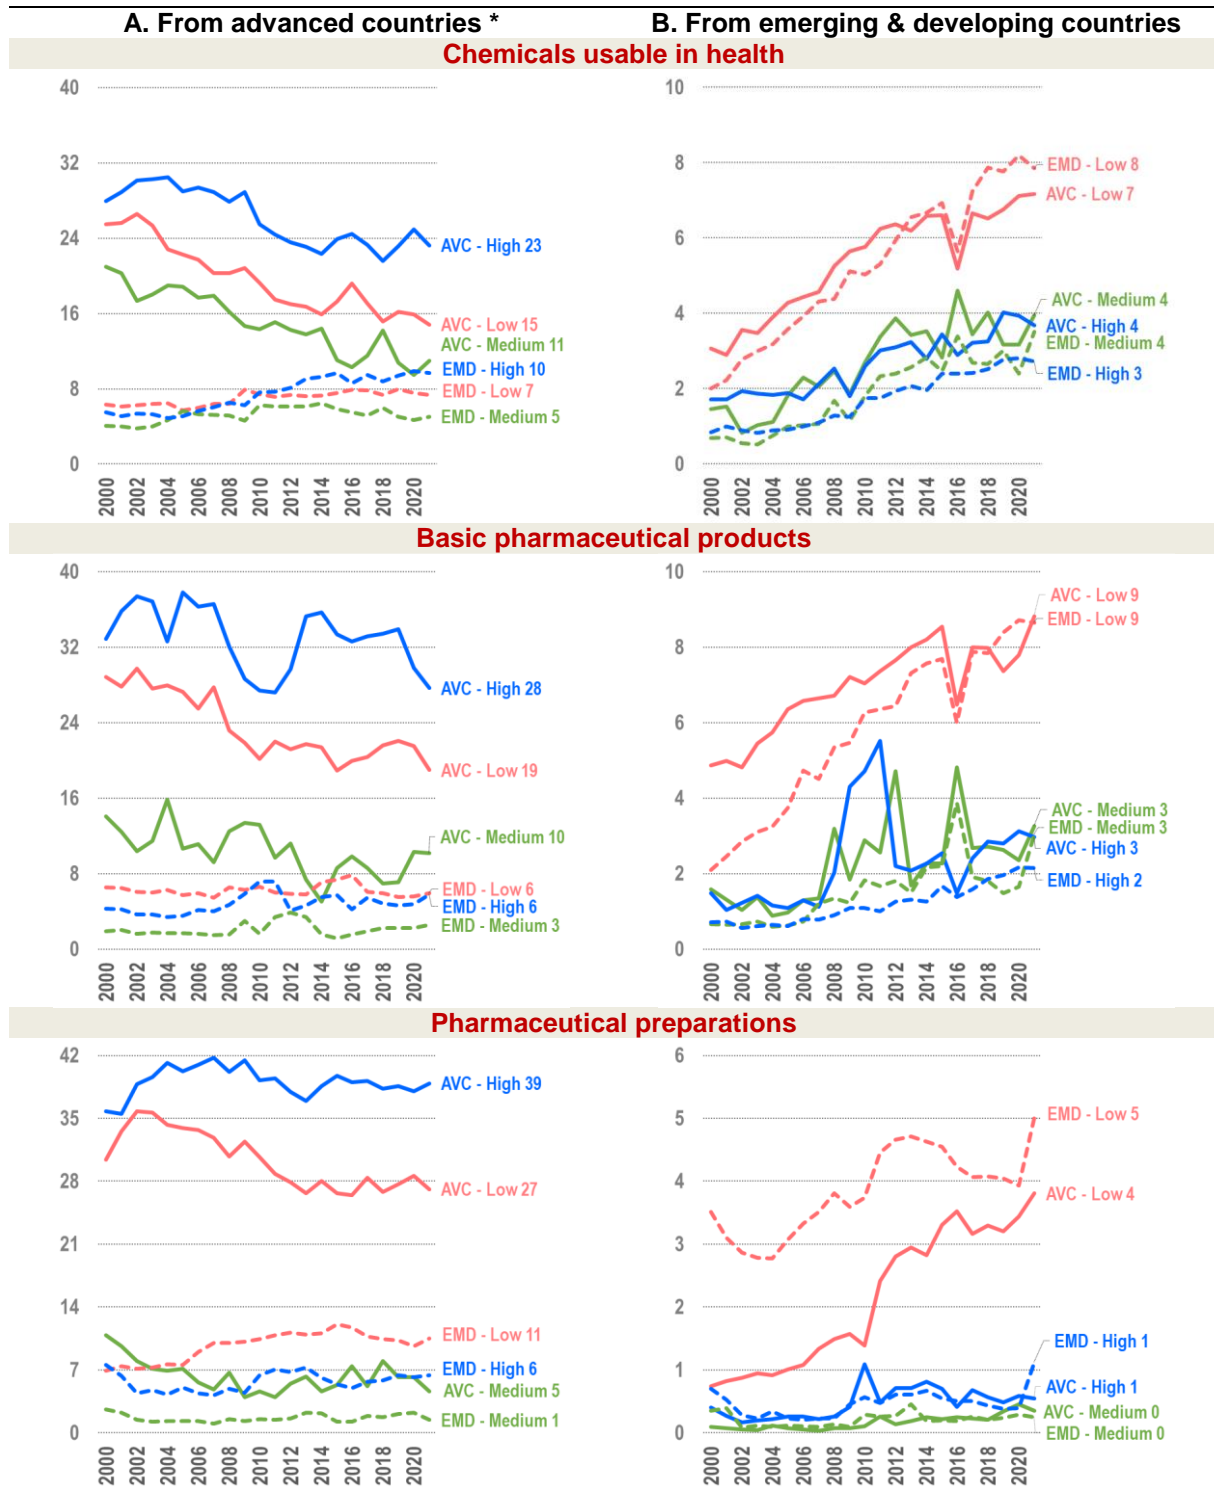 A. From advanced countries *
B. From emerging & developing countries
Chemicals usable in health
40
32
24
16
8
0
AVC - High 23
AVC - Low 15
AVC - Medium 11
EMD - High 10
EMD - Low 7
EMD - Medium 5
2000 2002 2004 2006 2008 2010 2012 2014 2016 2018 2020
10
8
6
4
2
0
EMD - Low 8
AVC - Low 7
AVC - Medium 4
AVC - High 4
EMD - Medium 4
EMD - High 3
2000 2002 2004 2006 2008 2010 2012 2014 2016 2018 2020
Basic pharmaceutical products
40
32
24
16
8
0
AVC - High 28
AVC - Low 19
AVC - Medium 10
EMD - Low 6
EMD - High 6
EMD - Medium 3
2000 2002 2004 2006 2008 2010 2012 2014 2016 2018 2020
10
8
6
4
2
0
AVC - Low 9
EMD - Low 9
AVC - Medium 3
EMD - Medium 3
AVC - High 3
EMD - High 2
2000 2002 2004 2006 2008 2010 2012 2014 2016 2018 2020
Pharmaceutical preparations
42
35
28
21
14
7
0
AVC - High 39
AVC - Low 27
EMD - Low 11
EMD - High 6
AVC - Medium 5
EMD - Medium 1
2000 2002 2004 2006 2008 2010 2012 2014 2016 2018 2020
6
5
4
3
2
1
0
EMD - Low 5
AVC - Low 4
EMD - High 1
AVC - High 1
AVC - Medium 0
EMD - Medium 0
2000 2002 2004 2006 2008 2010 2012 2014 2016 2018 2020